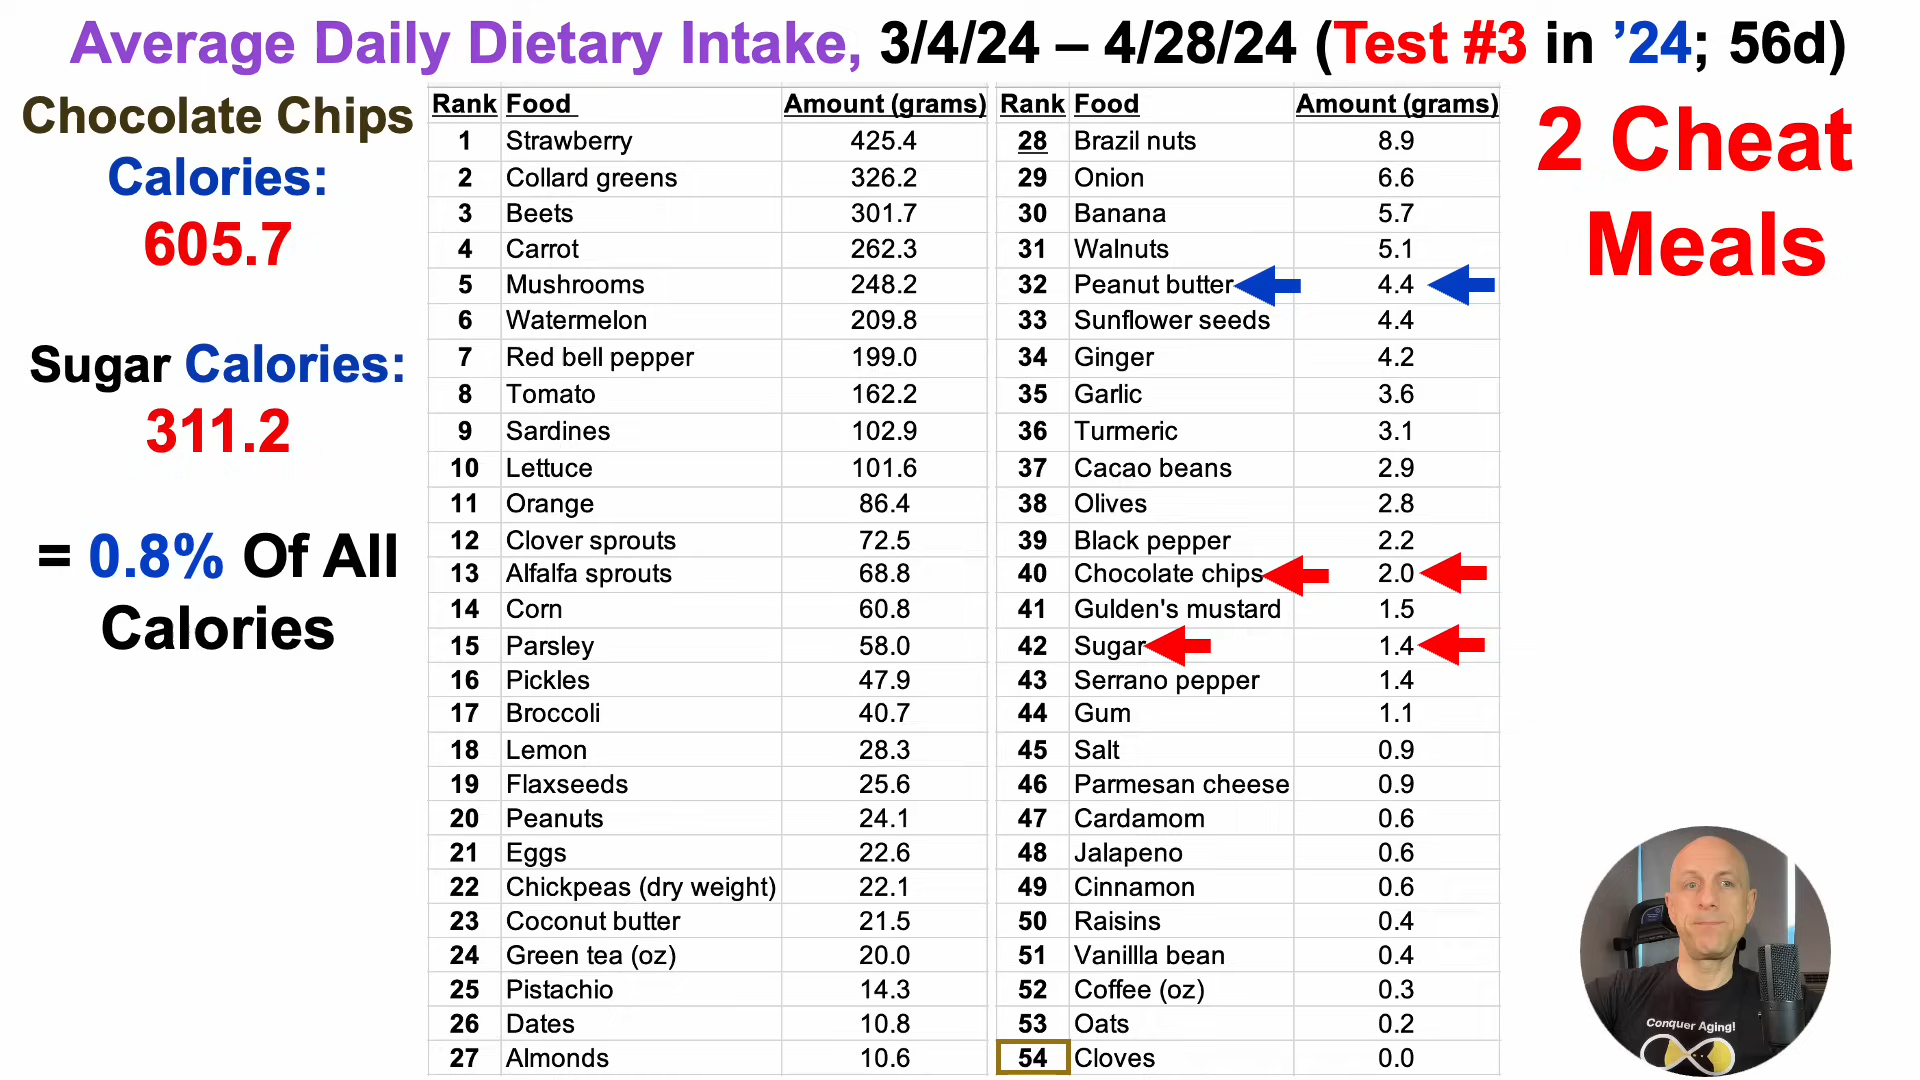 Average Daily Dietary Intake, 3/4/24 – 4/28/24 (Test #3 in ’24; 56d)
Chocolate Chips
Calories:
605.7
Sugar Calories:
311.2
= 0.8% Of All
Calories
Rank Food Amount (grams)
1 Strawberry 425.4
2 Collard greens 326.2
3 Beets 301.7
4 Carrot 262.3
5 Mushrooms 248.2
6 Watermelon 209.8
7 Red bell pepper 199.0
8 Tomato 162.2
9 Sardines 102.9
10 Lettuce 101.6
11 Orange 86.4
12 Clover sprouts 72.5
13 Alfalfa sprouts 68.8
14 Corn 60.8
15 Parsley 58.0
16 Pickles 47.9
17 Broccoli 40.7
18 Lemon 28.3
19 Flaxseeds 25.6
20 Peanuts 24.1
21 Eggs 22.6
22 Chickpeas (dry weight) 22.1
23 Coconut butter 21.5
24 Green tea (oz) 20.0
25 Pistachio 14.3
26 Dates 10.8
27 Almonds 10.6
Rank Food Amount (grams)
28 Brazil nuts 8.9
29 Onion 6.6
30 Banana 5.7
31 Walnuts 5.1
32 Peanut butter 4.4
33 Sunflower seeds 4.4
34 Ginger 4.2
35 Garlic 3.6
36 Turmeric 3.1
37 Cacao beans 2.9
38 Olives 2.8
39 Black pepper 2.2
40 Chocolate chips 2.0
41 Gulden's mustard 1.5
42 Sugar 1.4
43 Serrano pepper 1.4
44 Gum 1.1
45 Salt 0.9
46 Parmesan cheese 0.9
47 Cardamom 0.6
48 Jalapeno 0.6
49 Cinnamon 0.6
50 Raisins 0.4
51 Vanillla bean 0.4
52 Coffee (oz) 0.3
53 Oats 0.2
54 Cloves 0.0
2 Cheat
Meals
Conquer Aging!